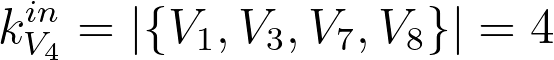 $k_{V_4}^{in} = |\{V_1, V_3, V_7, V_8\}| = 4$